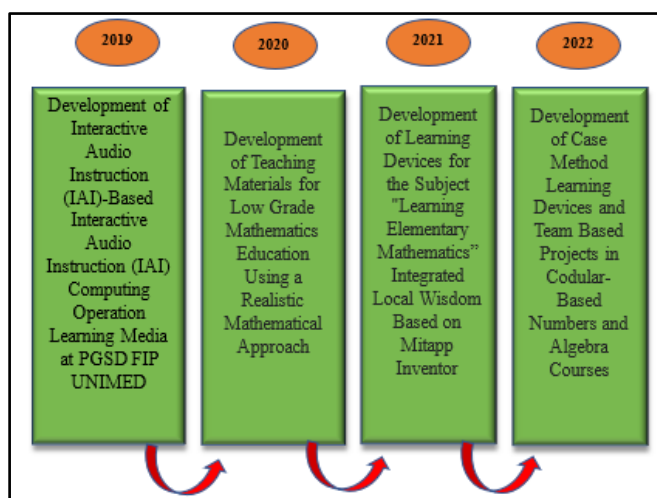 2019
Development of
Interactive
Audio
Instruction
(IAI)-Based
Interactive
Audio
Instruction (IAI)
Computing
Operation
Learning Media
at PGSD FIP
UNIMED
2020
Development
of Teaching
Materials for
Low Grade
Mathematics
Education
Using a
Realistic
Mathematical
Approach
2021
Development
of Learning
Devices for
the Subject
"Learning
Elementary
Mathematics”
Integrated
Local Wisdom
Based on
Mitapp
Inventor
2022
Development
of Case
Method
Learning
Devices and
Team Based
Projects in
Codular-
Based
Numbers and
Algebra
Courses